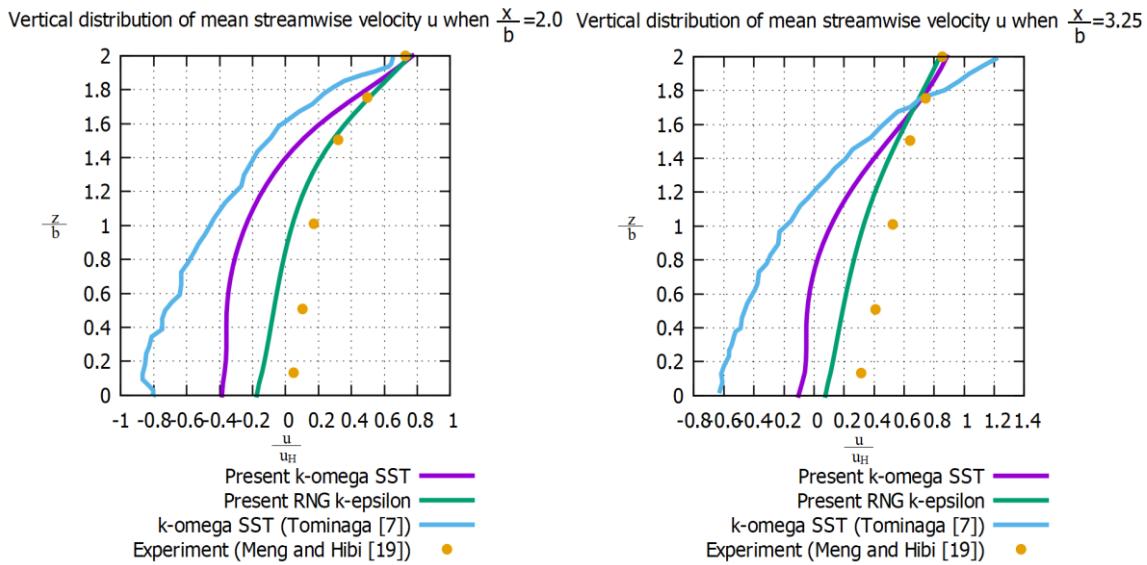 Vertical distribution of mean streamwise velocity u when x/b=2.0
2
1.8
1.6
1.4
1.2
z/b
1
0.8
0.6
0.4
0.2
0
-1 -0.8-0.6-0.4-0.2 0 0.2 0.4 0.6 0.8 1
u/u_H
Present k-omega SST
Present RNG k-epsilon
k-omega SST (Tominaga [7])
Experiment (Meng and Hibi [19])
Vertical distribution of mean streamwise velocity u when x/b=3.25
2
1.8
1.6
1.4
1.2
z/b
1
0.8
0.6
0.4
0.2
0
-0.8-0.6-0.4-0.2 0 0.2 0.4 0.6 0.8 1 1.2 1.4
u/u_H
Present k-omega SST
Present RNG k-epsilon
k-omega SST (Tominaga [7])
Experiment (Meng and Hibi [19])